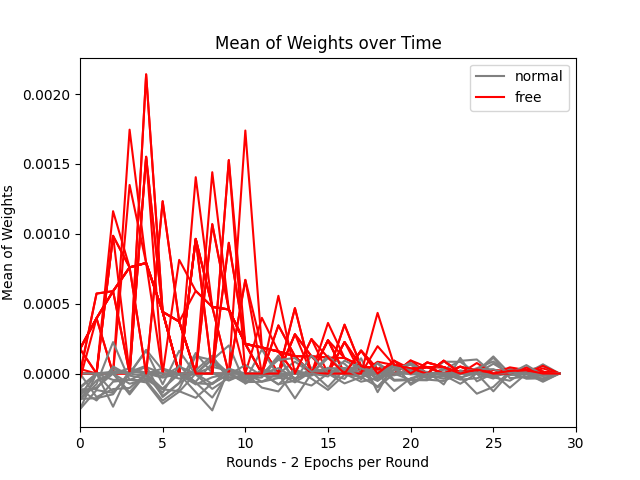 Mean of Weights over Time
normal
free
Mean of Weights
0.0020
0.0015
0.0010
0.0005
0.0000
0 5 10 15 20 25 30
Rounds - 2 Epochs per Round